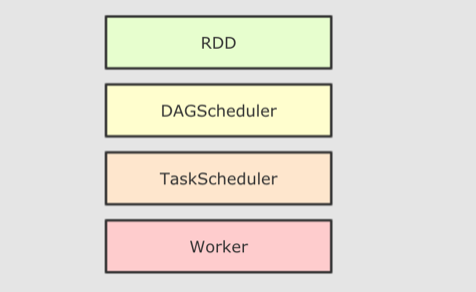 RDD
DAGScheduler
TaskScheduler
Worker